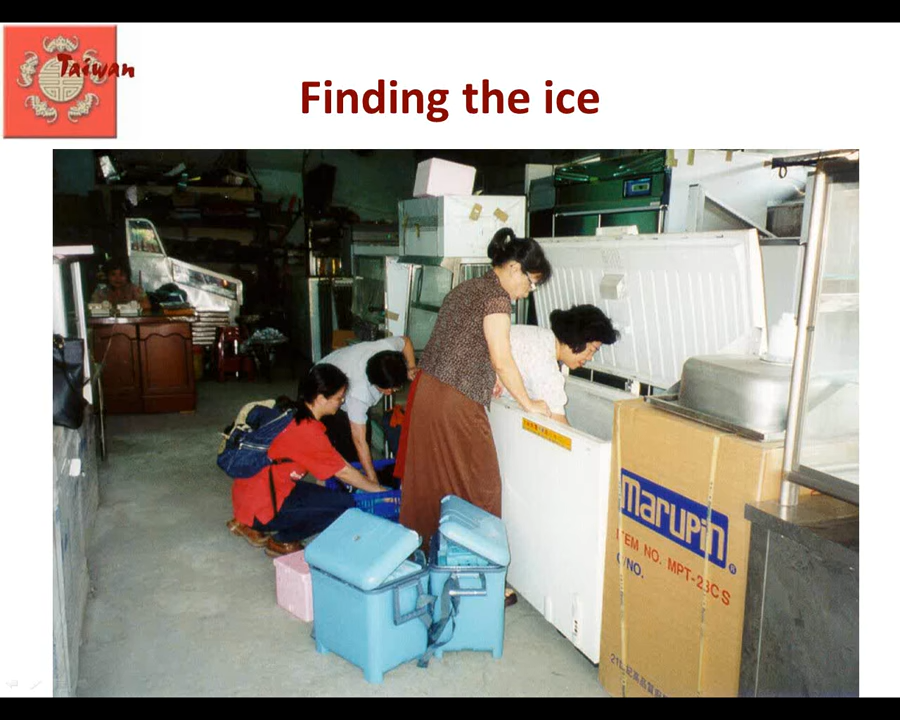 Taiwan
Finding the ice
Marupin®
ITEM NO. MPT-23CS
C/NO.